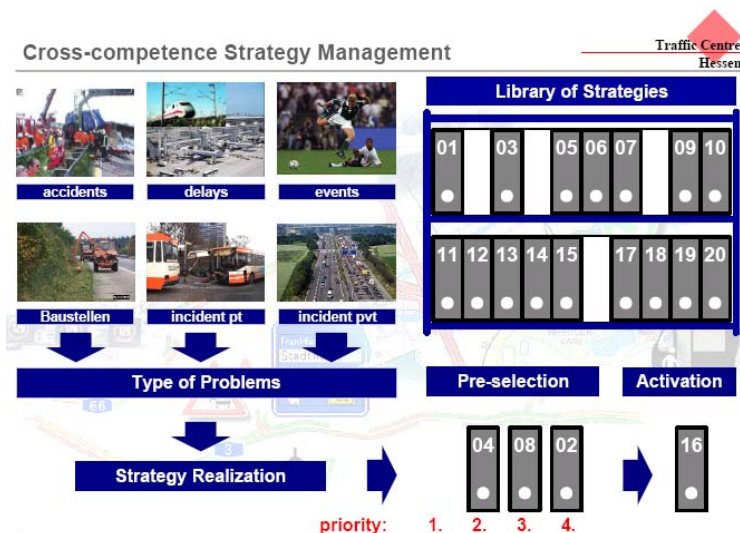 Cross-competence Strategy Management
Traffic Centre
Hessen
Library of Strategies
01 03 05 06 07 09 10
accidents delays events
11 12 13 14 15 17 18 19 20
Baustellen incident pt incident pvt
Type of Problems
Pre-selection
Activation
66
3
04 08 02
16
Strategy Realization
priority: 1. 2. 3. 4.